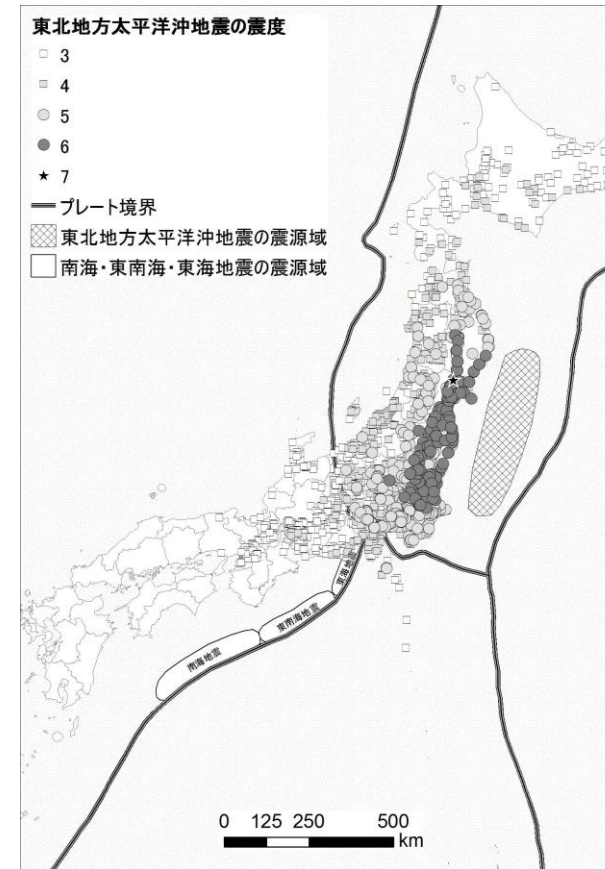 東北地方太平洋沖地震の震度
3
4
5
6
7
プレート境界
東北地方太平洋沖地震の震源域
南海・東南海・東海地震の震源域
東海地震
東南海地震
南海地震
0 125 250 500
km